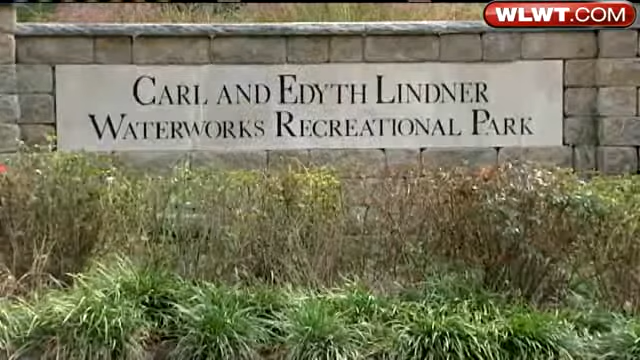 WLWT.COM
CARL AND EDYTH LINDNER
WATERWORKS RECREATIONAL PARK